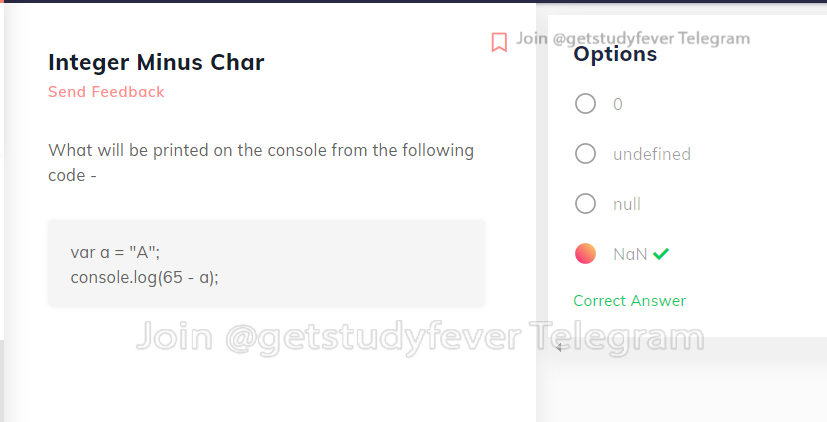 Join @getstudyfever Telegram
Integer Minus Char
Send Feedback
What will be printed on the console from the following
code -
var a = "A";
console.log(65 - a);
Options
0
undefined
null
NaN
Correct Answer
Join @getstudyfever Telegram